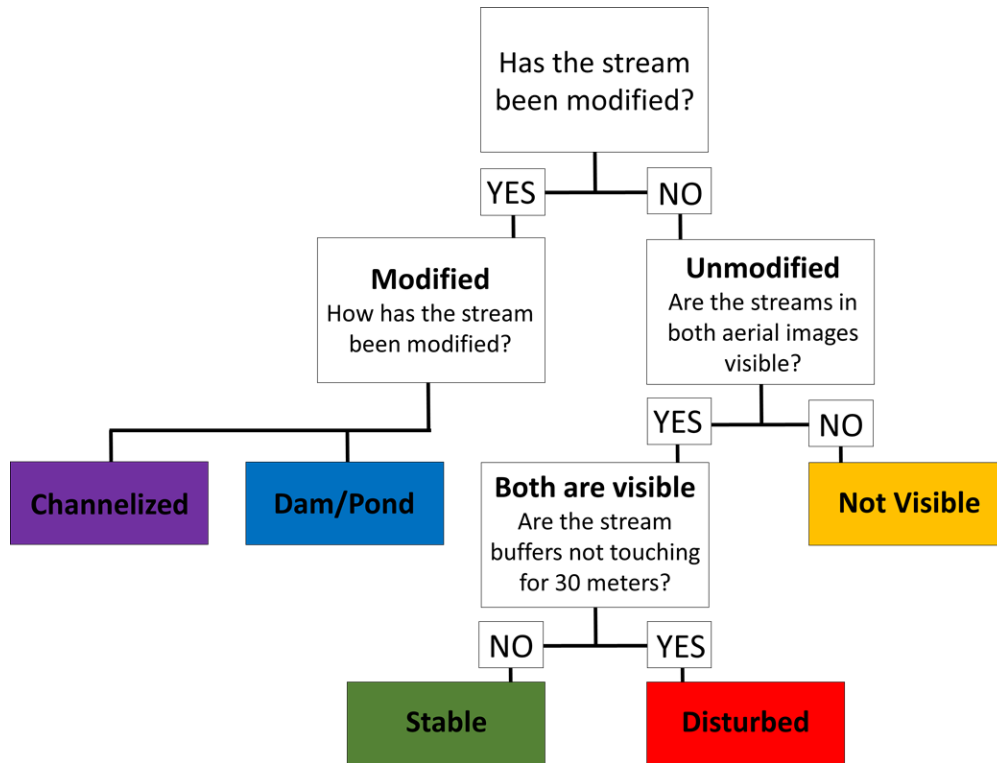 Has the stream
been modified?
YES
NO
Modified
How has the stream
been modified?
Unmodified
Are the streams in
both aerial images
visible?
YES
NO
Channelized
Dam/Pond
Both are visible
Are the stream
buffers not touching
for 30 meters?
Not Visible
NO
YES
Stable
Disturbed